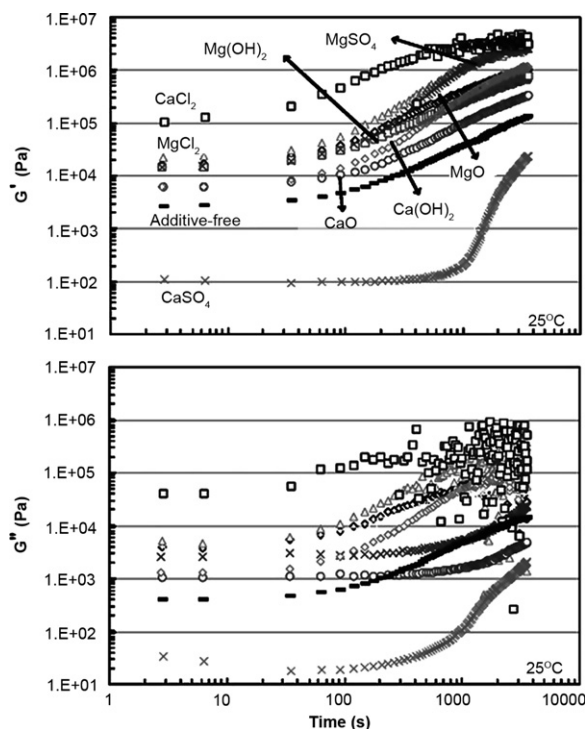 1.E+07
1.E+06
1.E+05
1.E+04
1.E+03
1.E+02
1.E+01
G' (Pa)
Mg(OH)2
MgSO4
CaCl2
MgCl2
Additive-free
CaSO4
MgO
Ca(OH)2
CaO
25°C
1.E+07
1.E+06
1.E+05
1.E+04
1.E+03
1.E+02
1.E+01
G" (Pa)
25°C
1
10
100
1000
10000
Time (s)